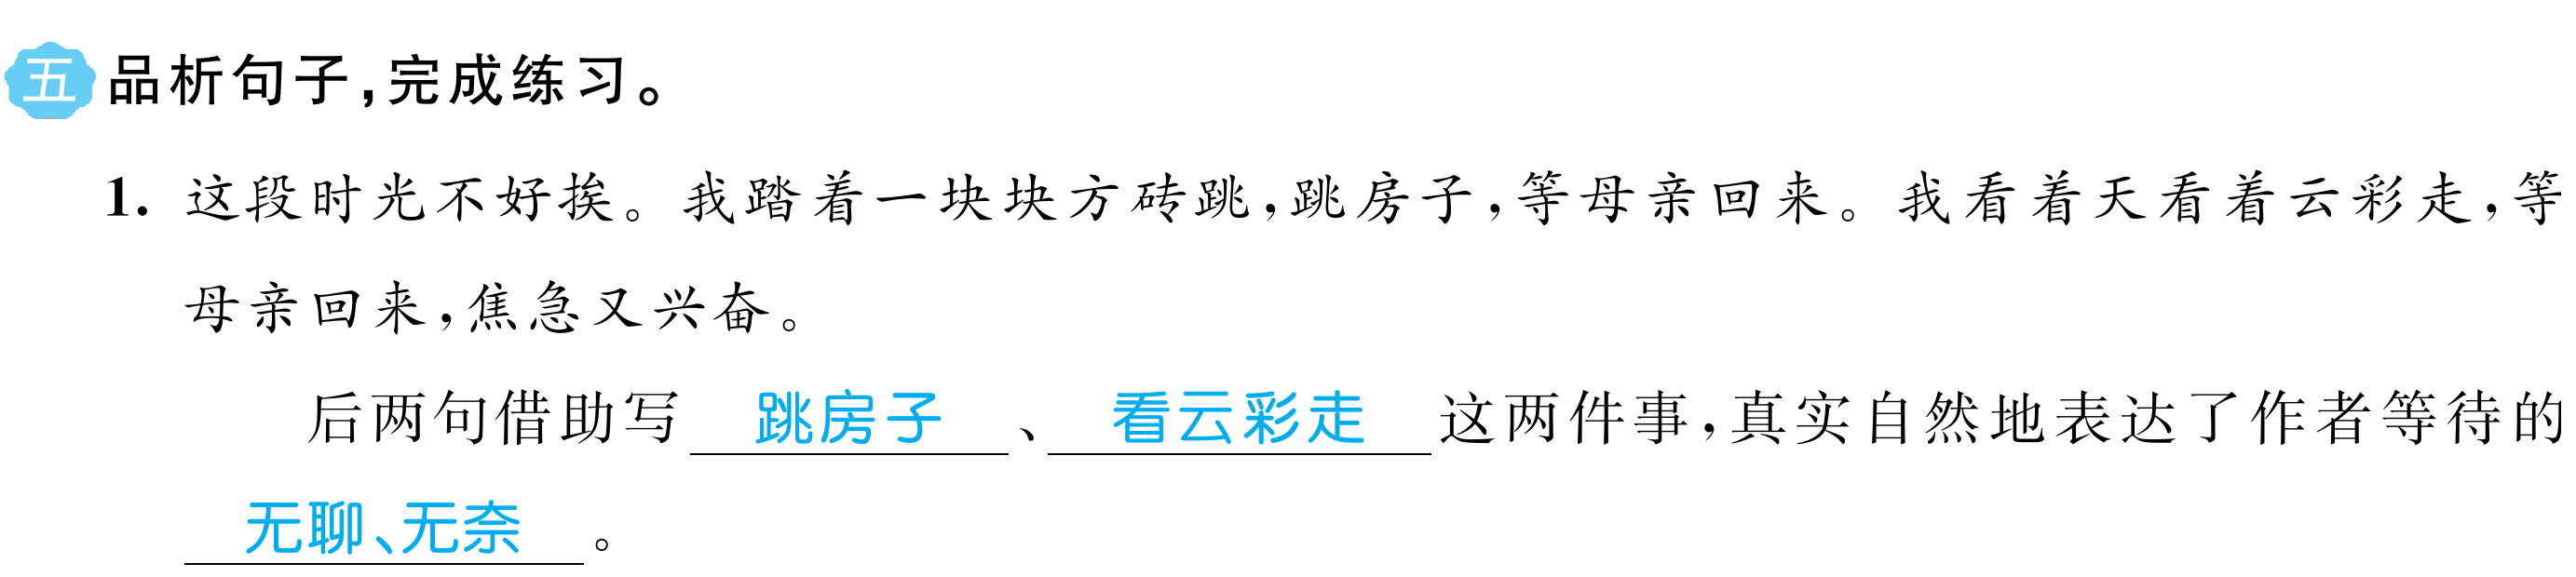 五 品析句子,完成练习。
1. 这段时光不好挨。我踏着一块块方砖跳,跳房子,等母亲回来。我看着天看着云彩走,等
母亲回来,焦急又兴奋。
后两句借助写 跳房子 、 看云彩走 这两件事,真实自然地表达了作者等待的
无聊、无奈 。